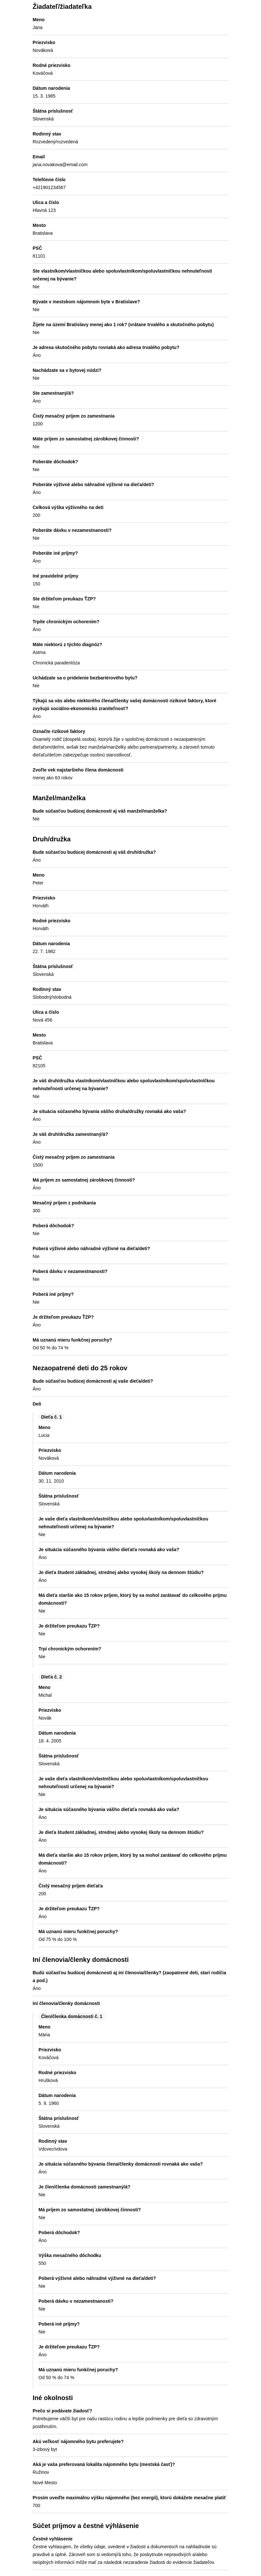 Žiadateľ/žiadateľka
Meno
Jana
Priezvisko
Nováková
Rodné priezvisko
Kováčová
Dátum narodenia
15. 3. 1985
Štátna príslušnosť
Slovenská
Rodinný stav
Rozvedený/rozvedená
Email
jana.novakova@email.com
Telefónne číslo
+421901234567
Ulica a číslo
Hlavná 123
Mesto
Bratislava
PSČ
81101
Ste vlastníkom/vlastníčkou alebo spoluvlastníkom/spoluvlastníčkou nehnuteľnosti
určenej na bývanie?
Nie
Bývate v mestskom nájomnom byte v Bratislave?
Nie
Žijete na území Bratislavy menej ako 1 rok? (vrátane trvalého a skutočného pobytu)
Nie
Je adresa skutočného pobytu rovnaká ako adresa trvalého pobytu?
Áno
Nachádzate sa v bytovej núdzi?
Nie
Ste zamestnaný/á?
Áno
Čistý mesačný príjem zo zamestnania
1200
Máte príjem zo samostatnej zárobkovej činnosti?
Nie
Poberáte dôchodok?
Nie
Poberáte výživné alebo náhradné výživné na dieťa/deti?
Áno
Celková výška výživného na deti
200
Poberáte dávku v nezamestnanosti?
Nie
Poberáte iné príjmy?
Áno
Iné pravidelné príjmy
150
Ste držiteľom preukazu ŤZP?
Nie
Trpíte chronickým ochorením?
Áno
Máte niektorú z týchto diagnóz?
Astma
Chronická paradentóza
Uchádzate sa o pridelenie bezbariérového bytu?
Nie
Týkajú sa vás alebo niektorého člena/členky vašej domácnosti rizikové faktory, ktoré
zvyšujú sociálno-ekonomickú zraniteľnosť?
Áno
Označte rizikové faktory
Osamelý rodič (dospelá osoba), ktorý/á žije v spoločnej domácnosti s nezaopatreným
dieťaťom/deťmi, avšak bez manžela/manželky alebo partnera/partnerky, a zároveň tomuto
dieťaťu/deťom zabezpečuje osobnú starostlivosť.
Zvoľte vek najstaršieho člena domácnosti
menej ako 63 rokov
Manžel/manželka
Bude súčasťou budúcej domácnosti aj váš manžel/manželka?
Nie
Druh/družka
Bude súčasťou budúcej domácnosti aj váš druh/družka?
Áno
Meno
Peter
Priezvisko
Horváth
Rodné priezvisko
Horváth
Dátum narodenia
22. 7. 1982
Štátna príslušnosť
Slovenská
Rodinný stav
Slobodný/slobodná
Ulica a číslo
Nová 456
Mesto
Bratislava
PSČ
82105
Je váš druh/družka vlastníkom/vlastníčkou alebo spoluvlastníkom/spoluvlastníčkou
nehnuteľnosti určenej na bývanie?
Nie
Je situácia súčasného bývania vášho druha/družky rovnaká ako vaša?
Áno
Je váš druh/družka zamestnaný/á?
Áno
Čistý mesačný príjem zo zamestnania
1500
Má príjem zo samostatnej zárobkovej činnosti?
Áno
Mesačný príjem z podnikania
300
Poberá dôchodok?
Nie
Poberá výživné alebo náhradné výživné na dieťa/deti?
Nie
Poberá dávku v nezamestnanosti?
Nie
Poberá iné príjmy?
Nie
Je držiteľom preukazu ŤZP?
Áno
Má uznanú mieru funkčnej poruchy?
Od 50 % do 74 %
Nezaopatrené deti do 25 rokov
Bude súčasťou budúcej domácnosti aj vaše dieťa/deti?
Áno
Deti
Dieťa č. 1
Meno
Lucia
Priezvisko
Nováková
Dátum narodenia
30. 11. 2010
Štátna príslušnosť
Slovenská
Je vaše dieťa vlastníkom/vlastníčkou alebo spoluvlastníkom/spoluvlastníčkou
nehnuteľnosti určenej na bývanie?
Nie
Je situácia súčasného bývania vášho dieťaťa rovnaká ako vaša?
Áno
Je dieťa študent základnej, strednej alebo vysokej školy na dennom štúdiu?
Áno
Má dieťa staršie ako 15 rokov príjem, ktorý by sa mohol zarátavať do celkového príjmu
domácnosti?
Nie
Je držiteľom preukazu ŤZP?
Nie
Trpí chronickým ochorením?
Nie
Dieťa č. 2
Meno
Michal
Priezvisko
Novák
Dátum narodenia
18. 4. 2005
Štátna príslušnosť
Slovenská
Je vaše dieťa vlastníkom/vlastníčkou alebo spoluvlastníkom/spoluvlastníčkou
nehnuteľnosti určenej na bývanie?
Nie
Je situácia súčasného bývania vášho dieťaťa rovnaká ako vaša?
Áno
Je dieťa študent základnej, strednej alebo vysokej školy na dennom štúdiu?
Áno
Má dieťa staršie ako 15 rokov príjem, ktorý by sa mohol zarátavať do celkového príjmu
domácnosti?
Áno
Čistý mesačný príjem dieťaťa
200
Je držiteľom preukazu ŤZP?
Áno
Má uznanú mieru funkčnej poruchy?
Od 75 % do 100 %
Iní členovia/členky domácnosti
Budú súčasťou budúcej domácnosti aj iní členovia/členky? (zaopatrené deti, starí rodičia
a pod.)
Áno
Iní členovia/členky domácnosti
Člen/členka domácnosti č. 1
Meno
Mária
Priezvisko
Kováčová
Rodné priezvisko
Hrušková
Dátum narodenia
5. 9. 1960
Štátna príslušnosť
Slovenská
Rodinný stav
Vdovec/vdova
Je situácia súčasného bývania člena/členky domácnosti rovnaká ako vaša?
Áno
Je člen/členka domácnosti zamestnaný/á?
Nie
Má príjem zo samostatnej zárobkovej činnosti?
Nie
Poberá dôchodok?
Áno
Výška mesačného dôchodku
550
Poberá výživné alebo náhradné výživné na dieťa/deti?
Nie
Poberá dávku v nezamestnanosti?
Nie
Poberá iné príjmy?
Nie
Je držiteľom preukazu ŤZP?
Áno
Má uznanú mieru funkčnej poruchy?
Od 50 % do 74 %
Iné okolnosti
Prečo si podávate žiadosť?
Potrebujeme väčší byt pre našu rastúcu rodinu a lepšie podmienky pre dieťa so zdravotným
postihnutím.
Akú veľkosť nájomného bytu preferujete?
3-izbový byt
Aká je vaša preferovaná lokalita nájomného bytu (mestská časť)?
Ružinov
Nové Mesto
Prosím uveďte maximálnu výšku nájomného (bez energií), ktorú dokážete mesačne platiť
700
Súčet príjmov a čestné výhlásenie
Čestné vyhlásenie
Čestne vyhlasujem, že všetky údaje, uvedené v žiadosti a dokumentoch na nahliadnutie sú
pravdivé a úplné. Zároveň som si vedomý/á toho, že poskytnutie nepravdivých a/alebo
neúplných informácií môže mať za následok nezaradenie žiadosti do evidencie žiadateľov.